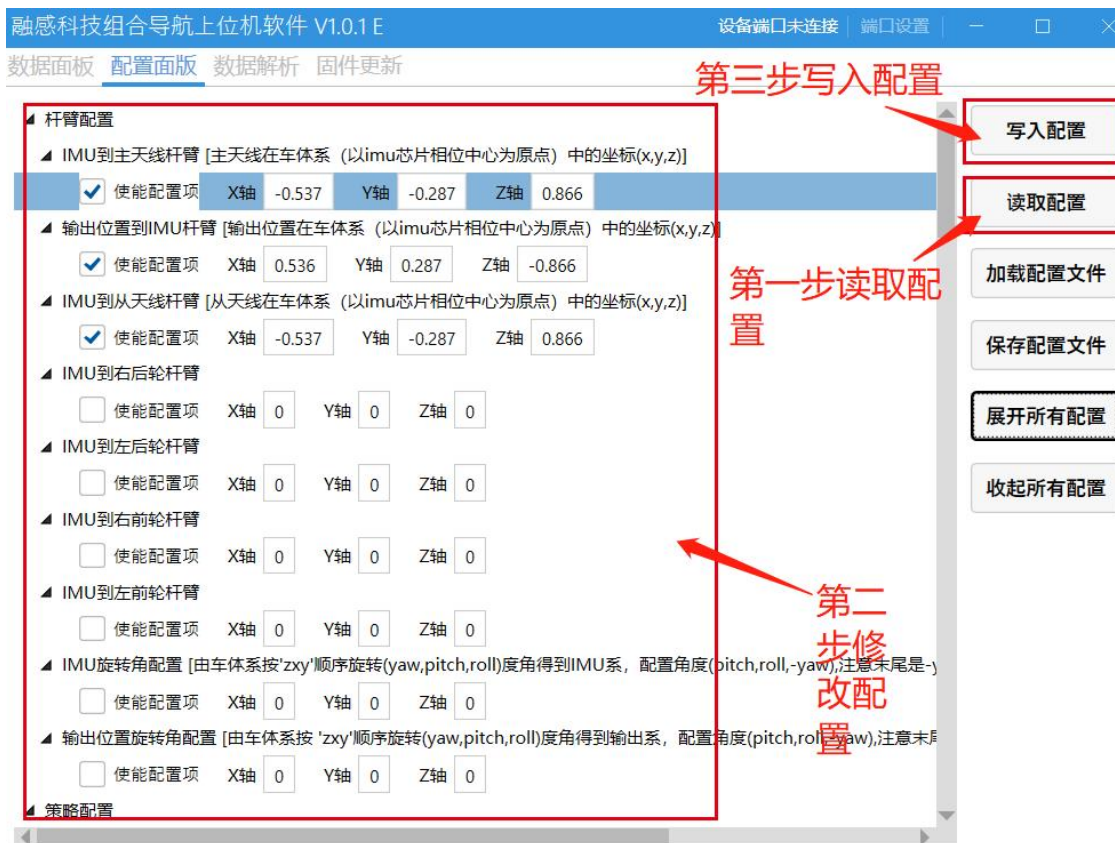 融感科技组合导航上位机软件 V1.0.1 E 设备端口未连接 端口设置
数据面板 配置面版 数据解析 固件更新
第三步写入配置
杆臂配置
写入配置
IMU到主天线杆臂 [主天线在车体系（以imu芯片相位中心为原点）中的坐标(x,y,z)]
使能配置项 X轴 -0.537 Y轴 -0.287 Z轴 0.866
读取配置
输出位置到IMU杆臂 [输出位置在车体系（以imu芯片相位中心为原点）中的坐标(x,y,z)]
使能配置项 X轴 0.536 Y轴 0.287 Z轴 -0.866
第一步读取配
置
加载配置文件
IMU到从天线杆臂 [从天线在车体系（以imu芯片相位中心为原点）中的坐标(x,y,z)]
使能配置项 X轴 -0.537 Y轴 -0.287 Z轴 0.866
保存配置文件
IMU到右后轮杆臂
使能配置项 X轴 0 Y轴 0 Z轴 0
展开所有配置
IMU到左后轮杆臂
使能配置项 X轴 0 Y轴 0 Z轴 0
收起所有配置
IMU到右前轮杆臂
使能配置项 X轴 0 Y轴 0 Z轴 0
IMU到左前轮杆臂
使能配置项 X轴 0 Y轴 0 Z轴 0
第二
步修
改配
置
IMU旋转角配置 [由车体系按'zxy'顺序旋转(yaw,pitch,roll)度角得到IMU系，配置角度(pitch,roll,-yaw),注意末尾是-y
使能配置项 X轴 0 Y轴 0 Z轴 0
输出位置旋转角配置 [由车体系按 'zxy'顺序旋转(yaw,pitch,roll)度角得到输出系，配置角度(pitch,roll,-yaw),注意末尾
使能配置项 X轴 0 Y轴 0 Z轴 0
策略配置